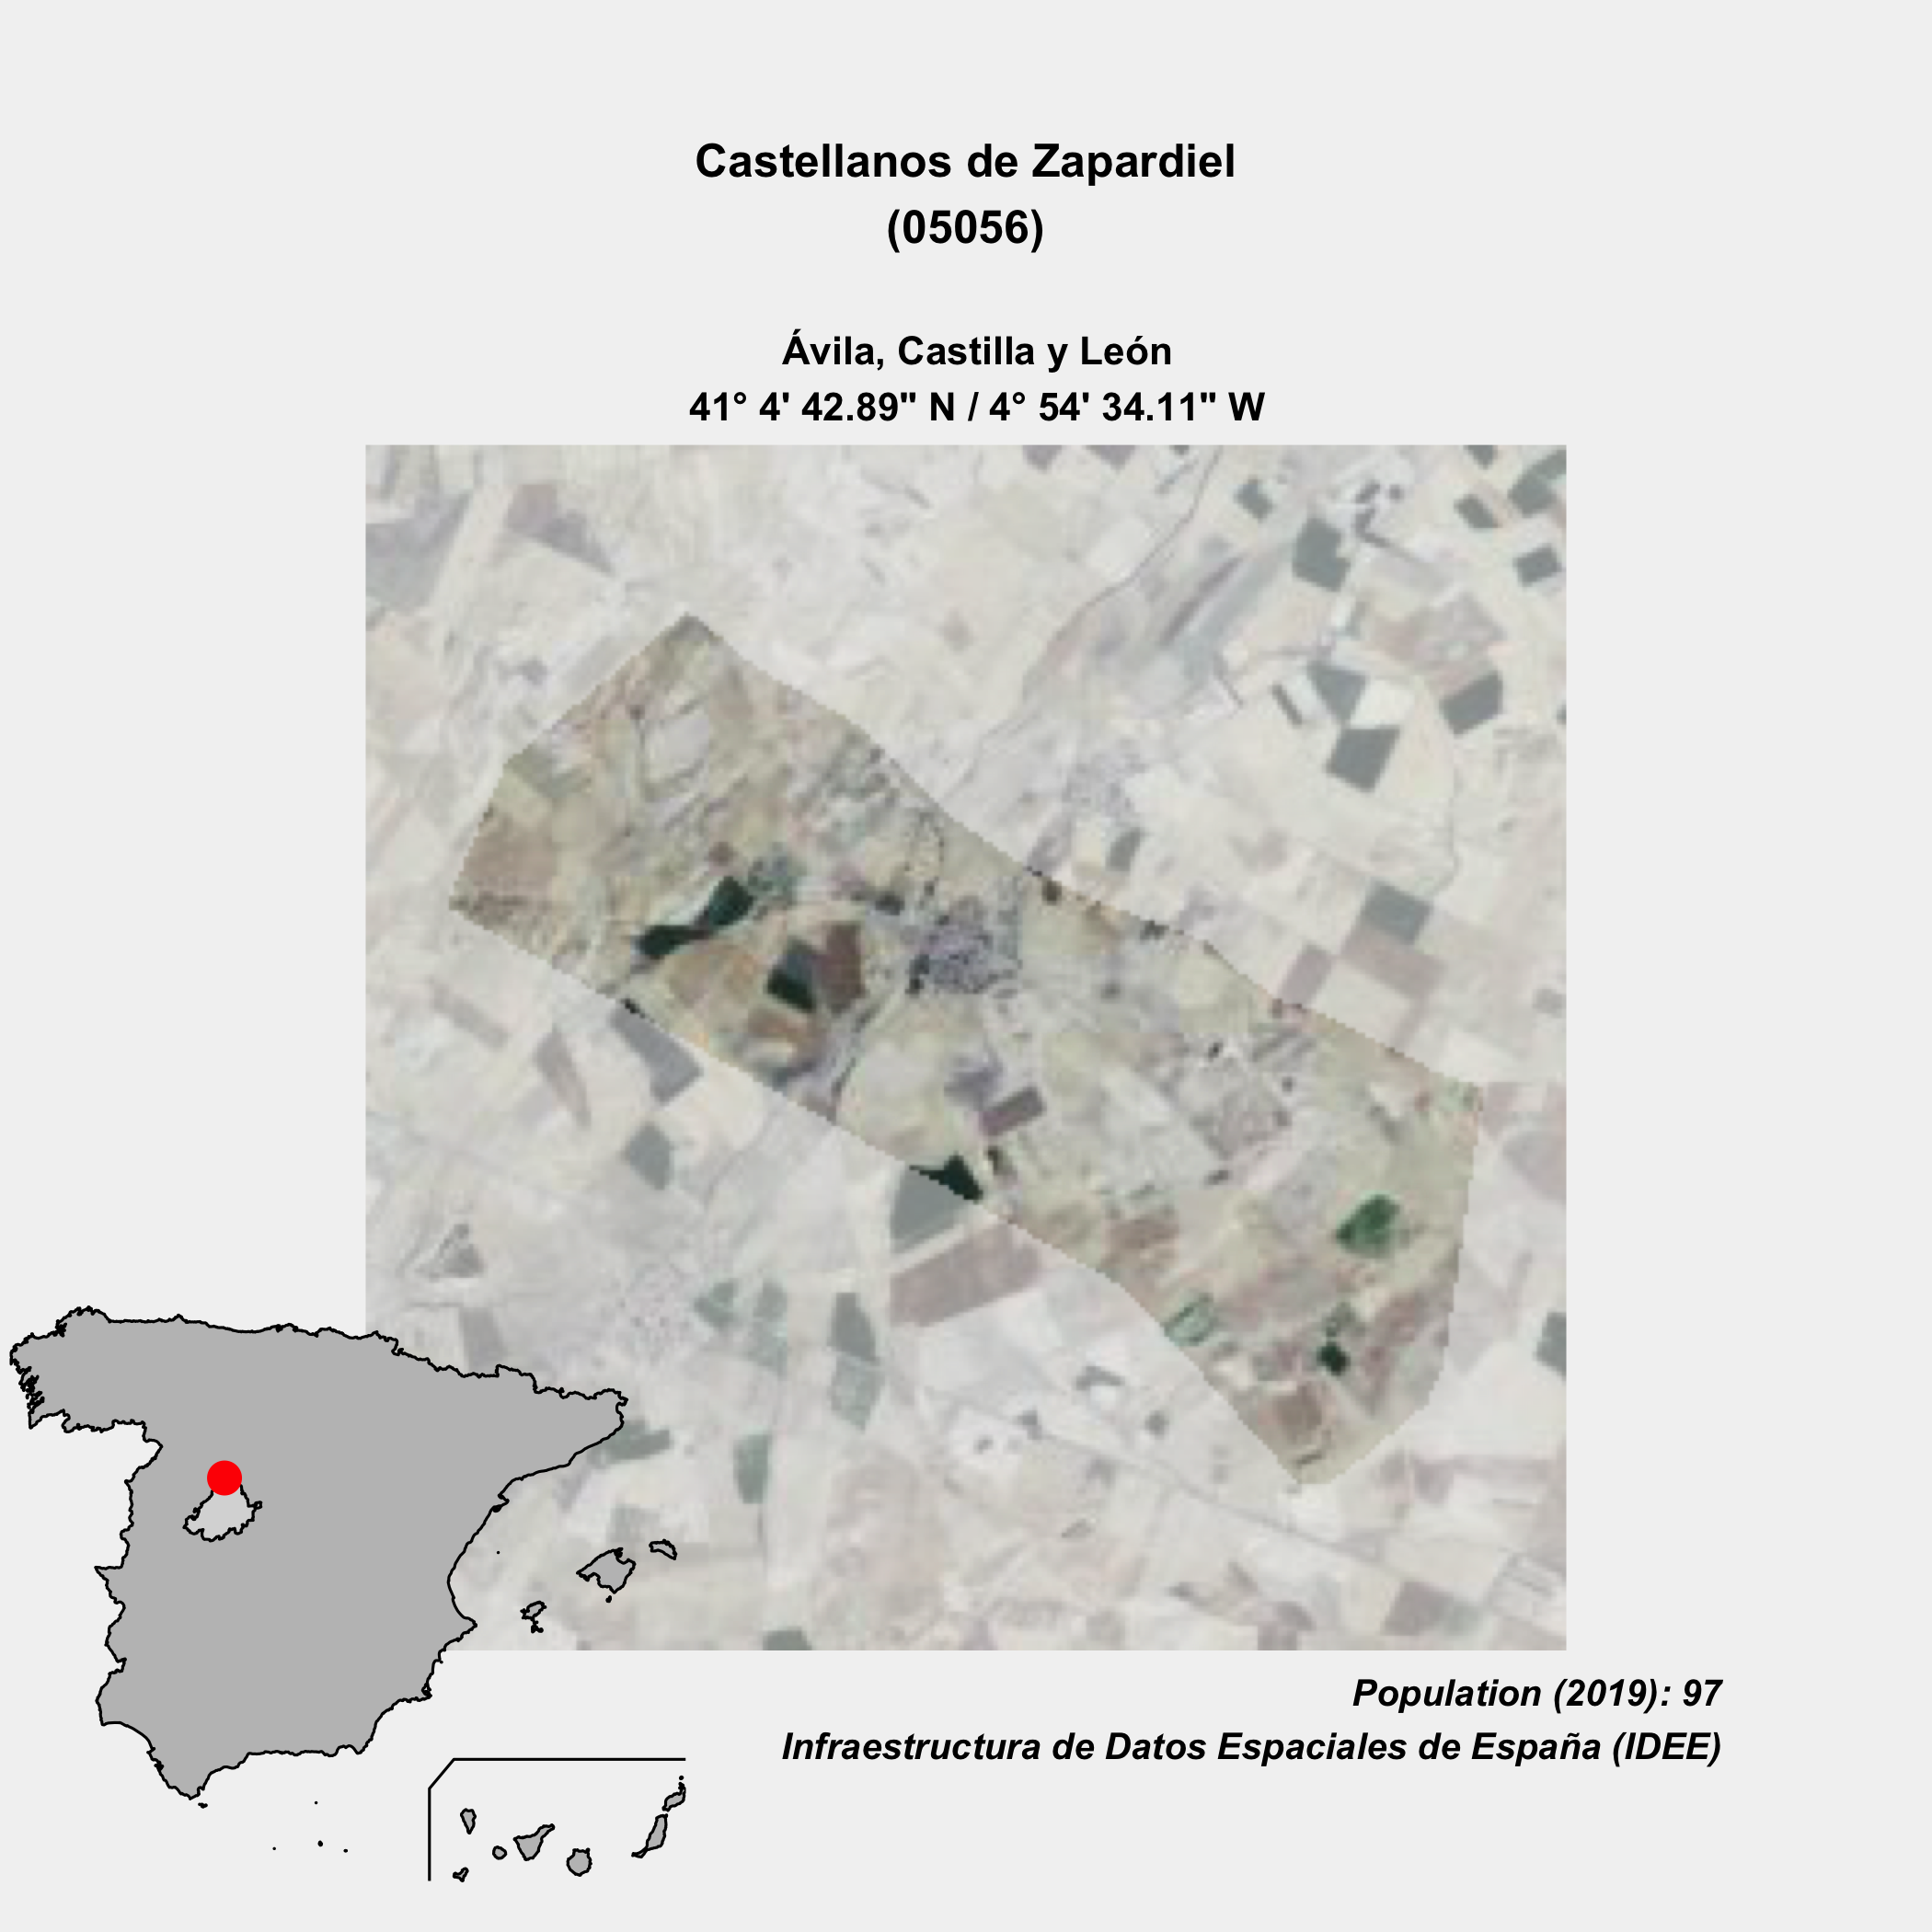 Castellanos de Zapardiel
(05056)
Ávila, Castilla y León
41° 4' 42.89" N / 4° 54' 34.11" W
Population (2019): 97
Infraestructura de Datos Espaciales de España (IDEE)